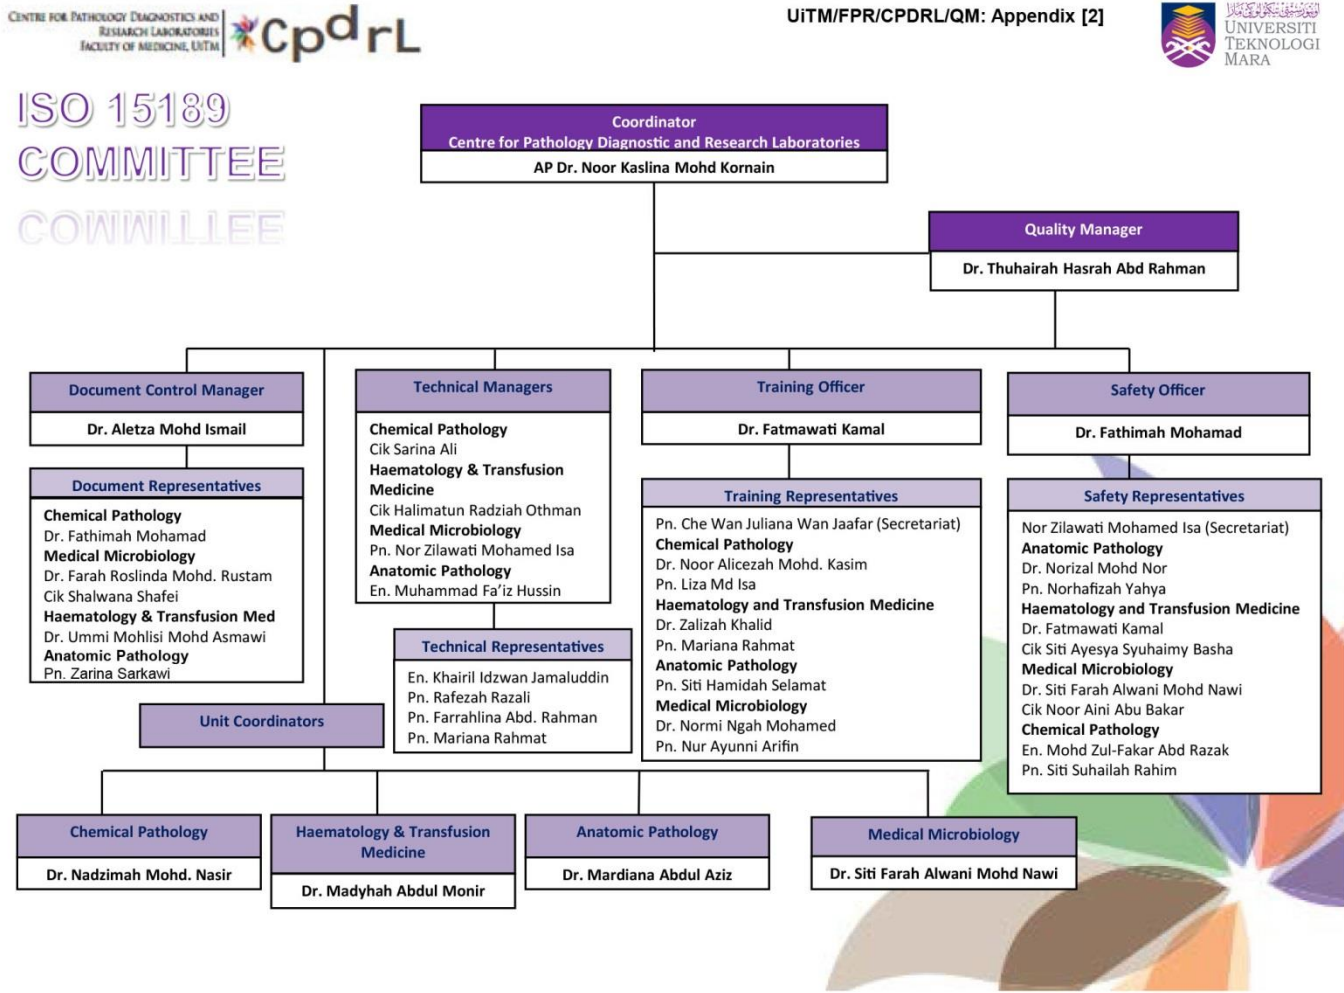 CENTRE FOR PATHOLOGY DIAGNOSTICS AND
RESEARCH LABORATORIES
FACULTY OF MEDICINE, UiTM
CpdrL
UiTM/FPR/CPDRL/QM: Appendix [2]
UNIVERSITI
TEKNOLOGI
MARA
ISO 15189
COMMITTEE
Coordinator
Centre for Pathology Diagnostic and Research Laboratories
AP Dr. Noor Kaslina Mohd Kornain
Quality Manager
Dr. Thuhairah Hasrah Abd Rahman
Document Control Manager
Dr. Aletza Mohd Ismail
Document Representatives
Chemical Pathology
Dr. Fathimah Mohamad
Medical Microbiology
Dr. Farah Roslinda Mohd. Rustam
Cik Shalwana Shafei
Haematology & Transfusion Med
Dr. Ummi Mohlisi Mohd Asmawi
Anatomic Pathology
Pn. Zarina Sarkawi
Technical Managers
Chemical Pathology
Cik Sarina Ali
Haematology & Transfusion
Medicine
Cik Halimatun Radziah Othman
Medical Microbiology
Pn. Nor Zilawati Mohamed Isa
Anatomic Pathology
En. Muhammad Fa'iz Hussin
Technical Representatives
En. Khairil Idzwan Jamaluddin
Pn. Rafezah Razali
Pn. Farrahlina Abd. Rahman
Pn. Mariana Rahmat
Training Officer
Dr. Fatmawati Kamal
Training Representatives
Pn. Che Wan Juliana Wan Jaafar (Secretariat)
Chemical Pathology
Dr. Noor Alicezah Mohd. Kasim
Pn. Liza Md Isa
Haematology and Transfusion Medicine
Dr. Zalizah Khalid
Pn. Mariana Rahmat
Anatomic Pathology
Pn. Siti Hamidah Selamat
Medical Microbiology
Dr. Normi Ngah Mohamed
Pn. Nur Ayunni Arifin
Safety Officer
Dr. Fathimah Mohamad
Safety Representatives
Nor Zilawati Mohamed Isa (Secretariat)
Anatomic Pathology
Dr. Norizal Mohd Nor
Pn. Norhafizah Yahya
Haematology and Transfusion Medicine
Dr. Fatmawati Kamal
Cik Siti Ayesya Syuhaimy Basha
Medical Microbiology
Dr. Siti Farah Alwani Mohd Nawi
Cik Noor Aini Abu Bakar
Chemical Pathology
En. Mohd Zul-Fakar Abd Razak
Pn. Siti Suhailah Rahim
Unit Coordinators
Chemical Pathology
Dr. Nadzimah Mohd. Nasir
Haematology & Transfusion
Medicine
Dr. Madyhah Abdul Monir
Anatomic Pathology
Dr. Mardiana Abdul Aziz
Medical Microbiology
Dr. Siti Farah Alwani Mohd Nawi